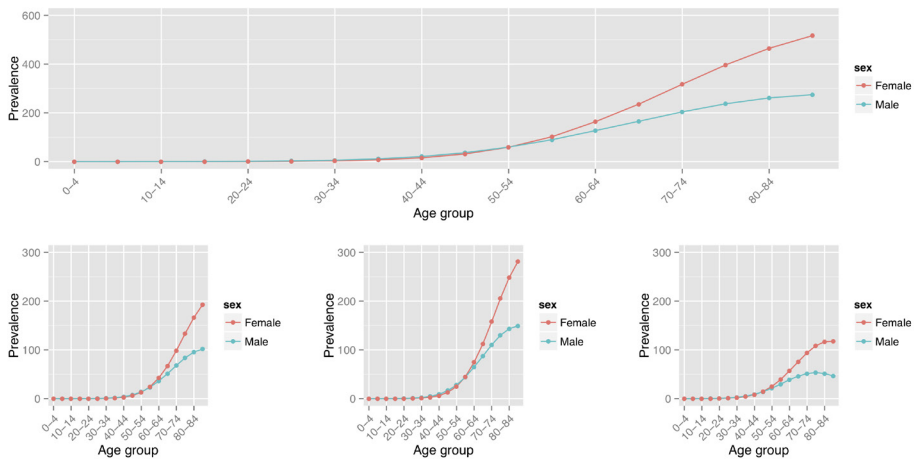 600
400
200
0
Prevalence
0–4
10–14
20–24
30–34
40–44
50–54
60–64
70–74
80–84
Age group
sex
Female
Male
300
200
100
0
Prevalence
0–4
10–14
20–24
30–34
40–44
50–54
60–64
70–74
80–84
Age group
sex
Female
Male
300
200
100
0
Prevalence
0–4
10–14
20–24
30–34
40–44
50–54
60–64
70–74
80–84
Age group
sex
Female
Male
300
200
100
0
Prevalence
0–4
10–14
20–24
30–34
40–44
50–54
60–64
70–74
80–84
Age group
sex
Female
Male